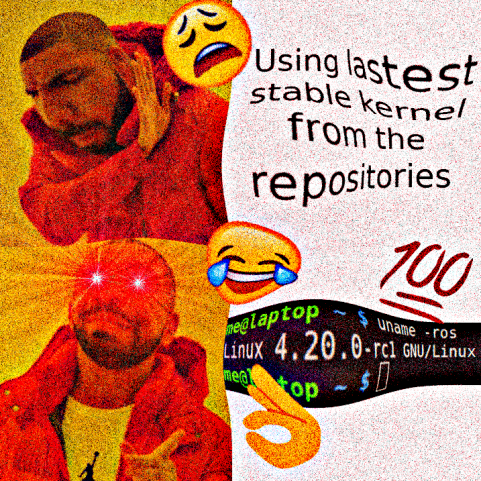 Using lastest
stable kernel
from the
repositories
100
me@laptop ~ $ uname -ros
Linux 4.20.0-rc1 GNU/Linux
me@laptop ~ $